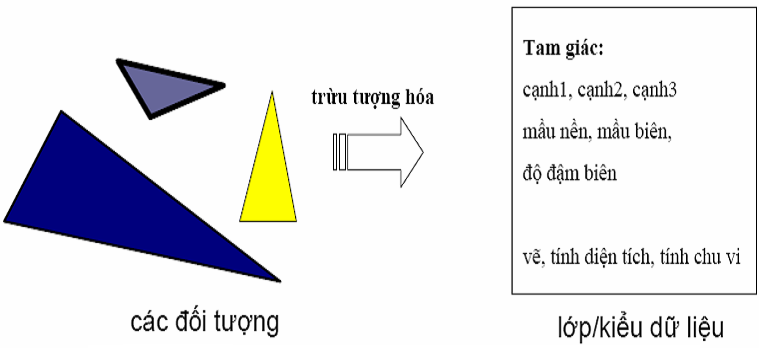 trừu tượng hóa
các đối tượng
Tam giác:
cạnh1, cạnh2, cạnh3
mầu nền, mầu biên,
độ đậm biên
vẽ, tính diện tích, tính chu vi
lớp/kiểu dữ liệu